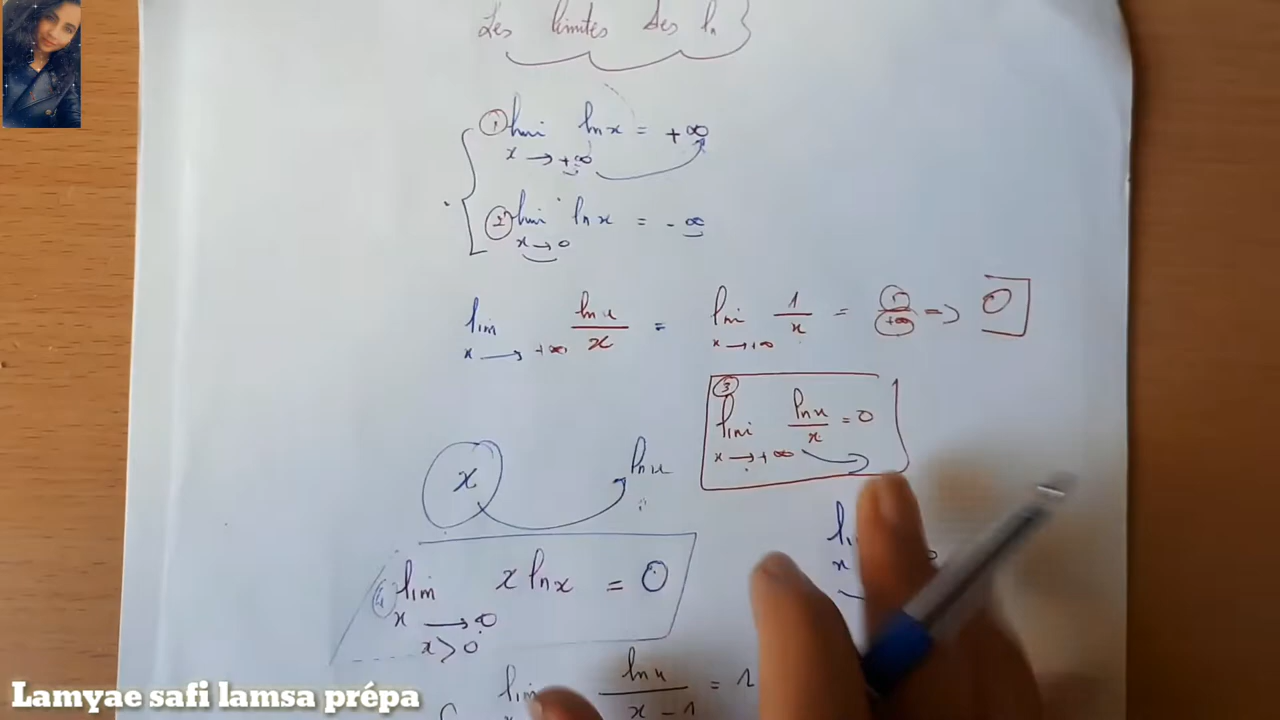 Les limites des ln
① lim ln x = +∞
x → +∞
② lim ln x = -∞
x → 0
lim ln x / x = lim 1 / x = 1 / +∞ => 0
x → +∞ x → +∞
③
lim ln x / x = 0
x → +∞
x ln x
④ lim x ln x = 0
x → 0
x > 0
lim ln x / x - 1 = 1
Lamyae safi lamsa prépa